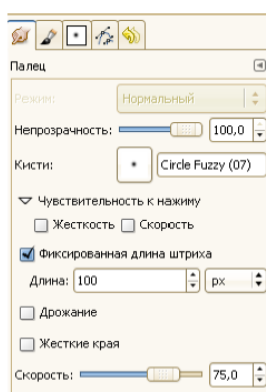 Палец
Режим: Нормальный
Непрозрачность: 100,0
Кисти: Circle Fuzzy (07)
Чувствительность к нажиму
Жесткость Скорость
Фиксированная длина штриха
Длина: 100 px
Дрожание
Жесткие края
Скорость: 75,0